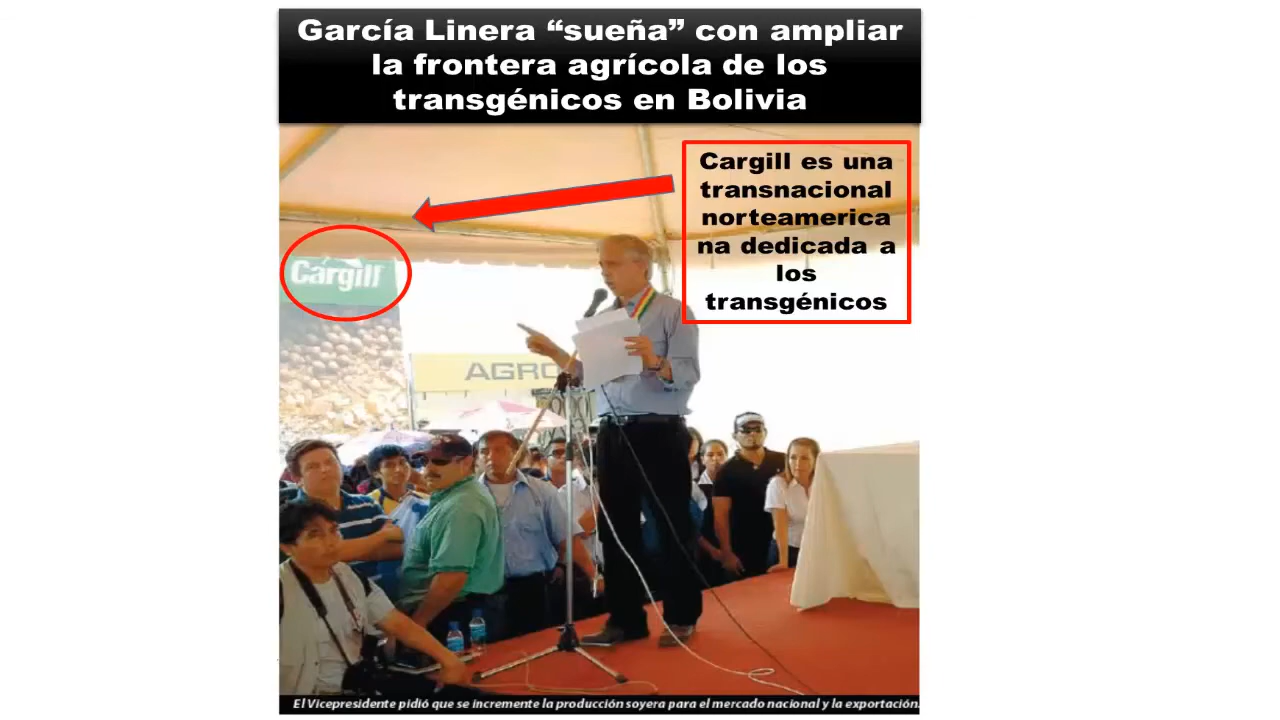 García Linera “sueña” con ampliar
la frontera agrícola de los
transgénicos en Bolivia
Cargill es una
transnacional
norteamerica
na dedicada a
los
transgénicos
Cargill
AGRO
El Vicepresidente pidió que se incremente la producción soyera para el mercado nacional y la exportación.